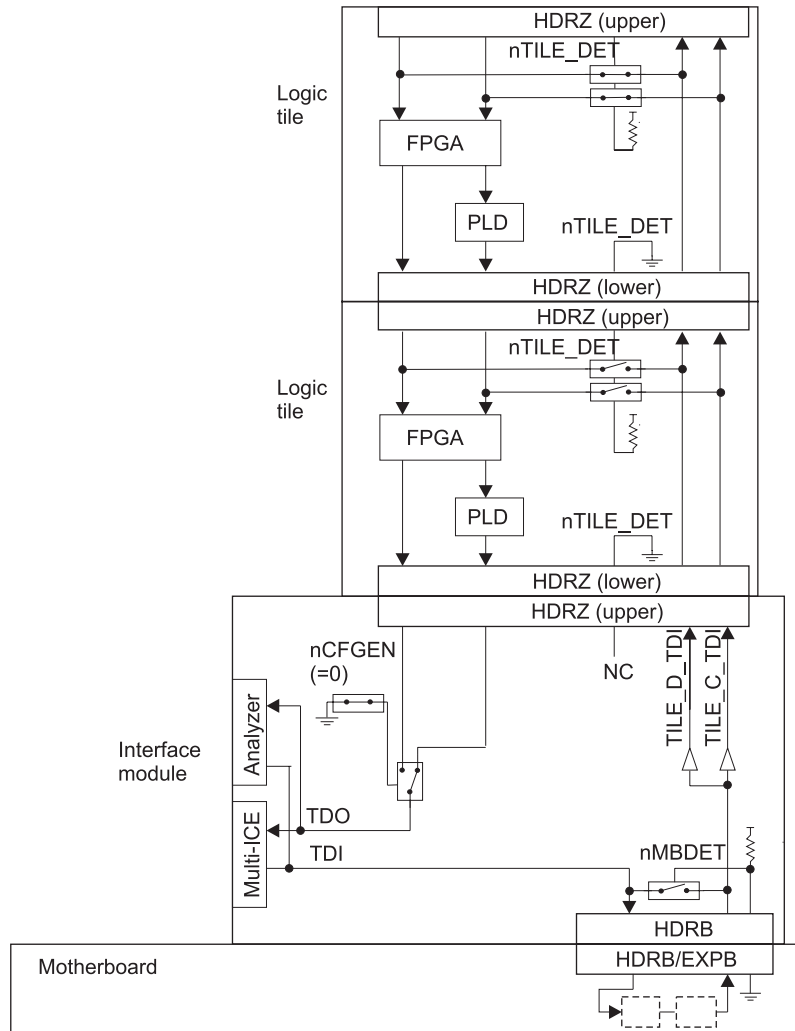 HDRZ (upper)
nTILE_DET
Logic
tile
FPGA
PLD
nTILE_DET
HDRZ (lower)
HDRZ (upper)
nTILE_DET
Logic
tile
FPGA
PLD
nTILE_DET
HDRZ (lower)
HDRZ (upper)
nCFGEN
(=0)
NC
TILE_D_TDI
TILE_C_TDI
Analyzer
Interface
module
Multi-ICE
TDO
TDI
nMBDET
HDRB
HDRB/EXPB
Motherboard